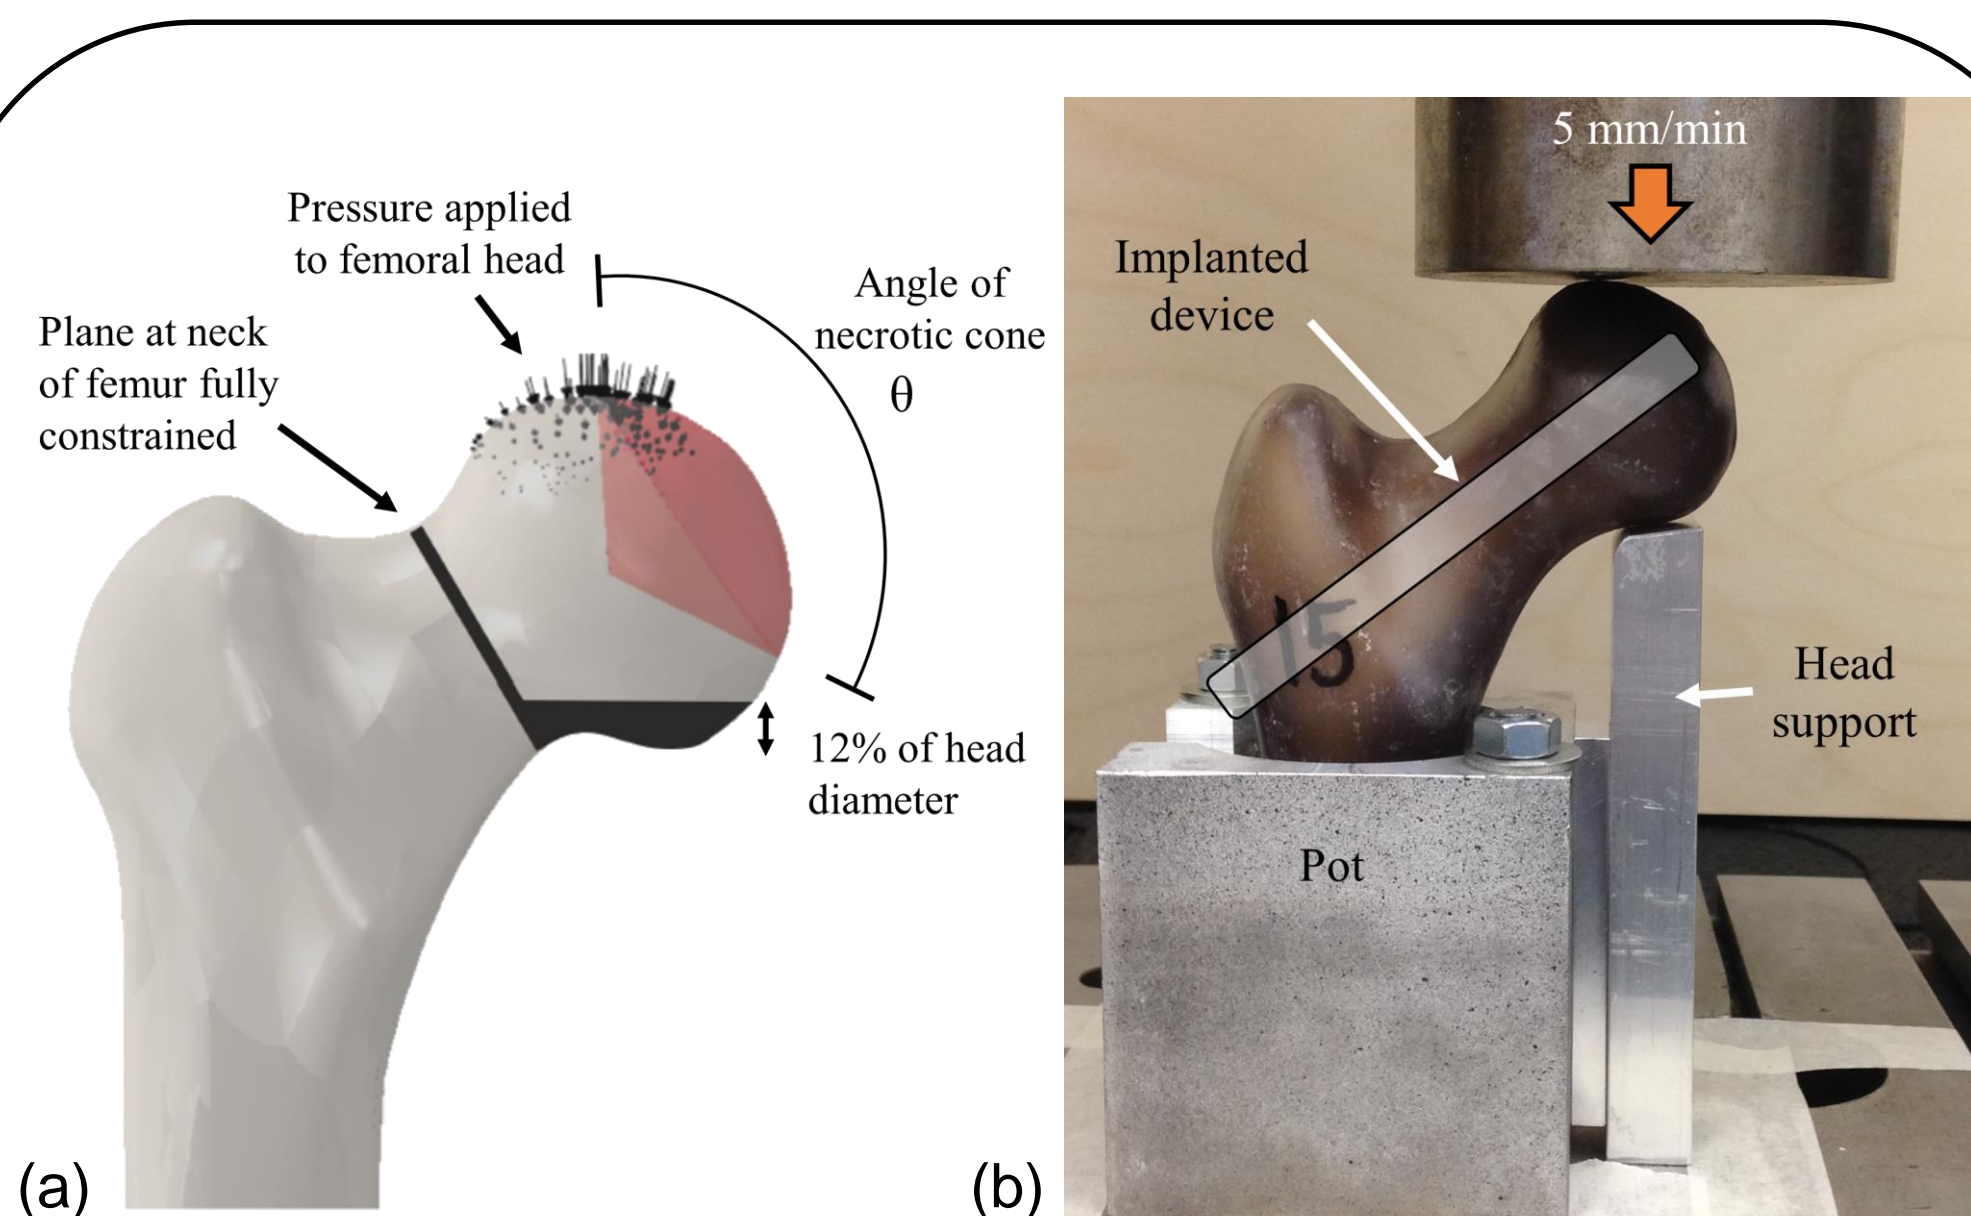 Pressure applied
to femoral head
Plane at neck
of femur fully
constrained
Angle of
necrotic cone
θ
12% of head
diameter
(a)
5 mm/min
Implanted
device
15
Head
support
Pot
(b)